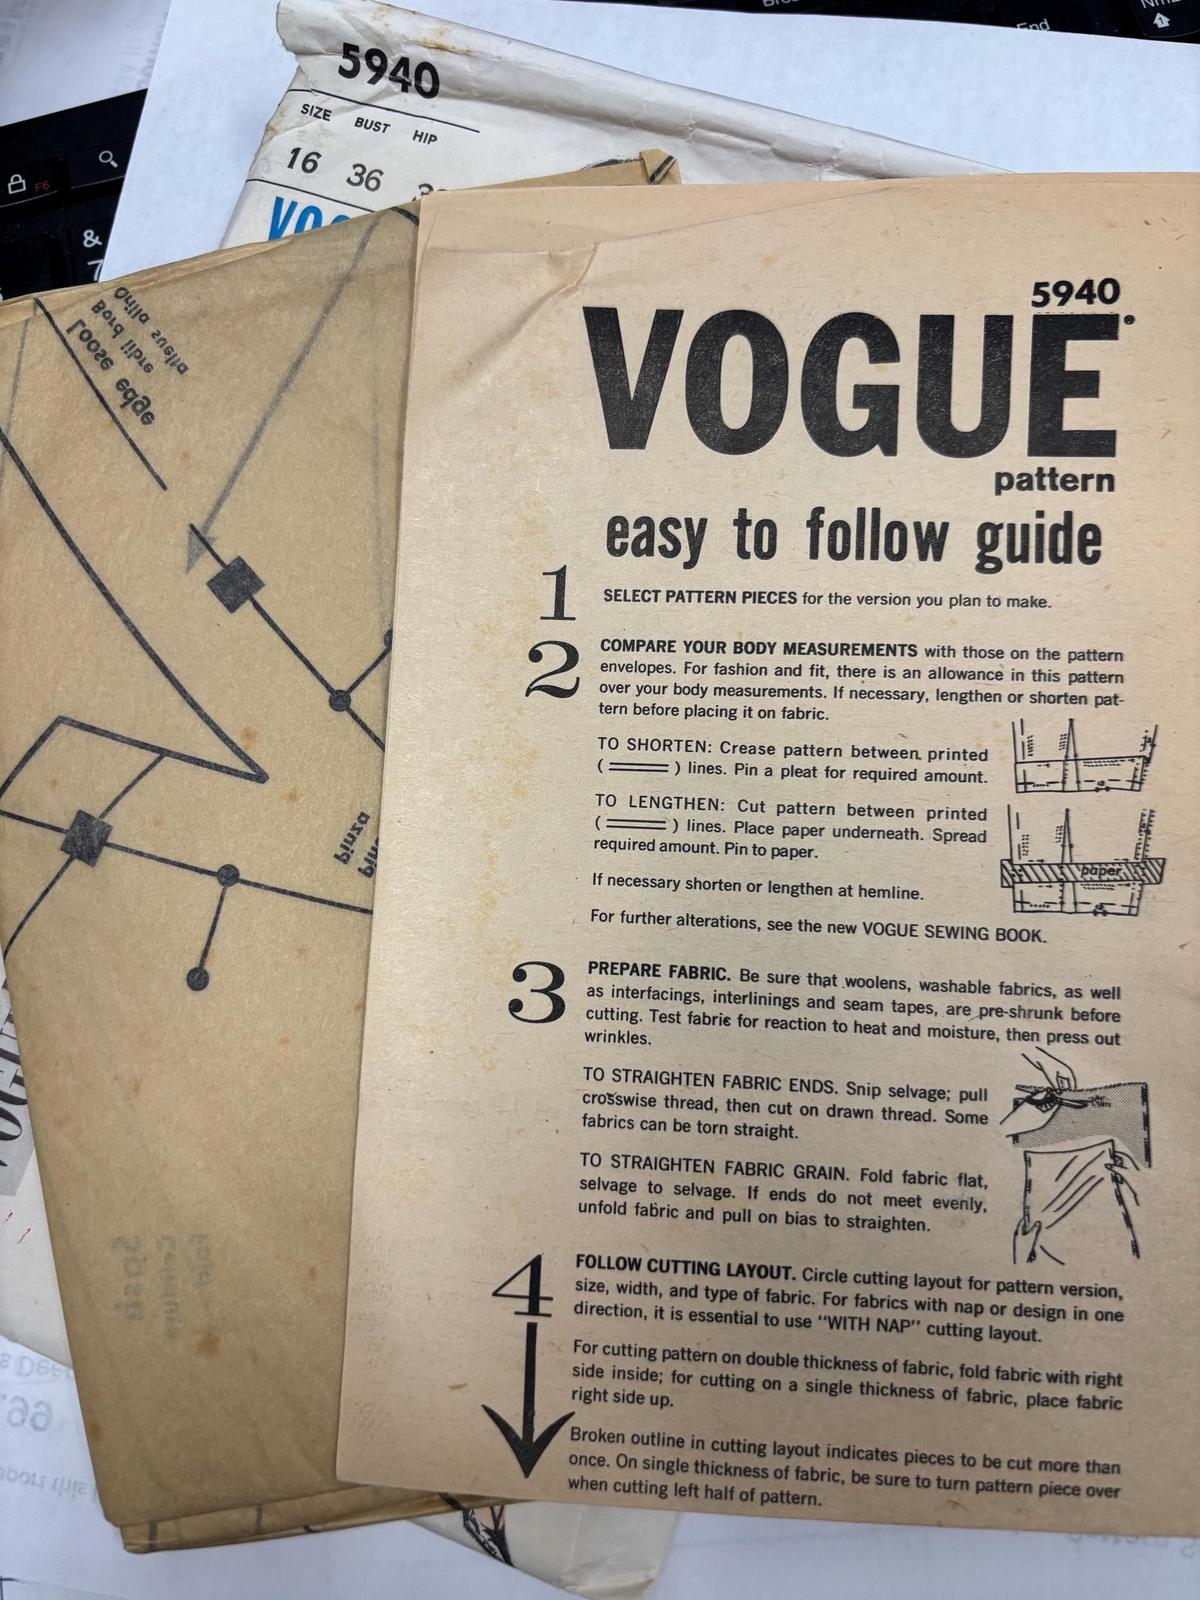 5940
SIZE BUST HIP
16 36
Loose edge
Bord libre
Orilla suelta
pinza
5940
VOGUE
pattern
easy to follow guide
1
SELECT PATTERN PIECES for the version you plan to make.
2
COMPARE YOUR BODY MEASUREMENTS with those on the pattern
envelopes. For fashion and fit, there is an allowance in this pattern
over your body measurements. If necessary, lengthen or shorten pat-
tern before placing it on fabric.
TO SHORTEN: Crease pattern between printed
( ═════ ) lines. Pin a pleat for required amount.
TO LENGTHEN: Cut pattern between printed
( ═════ ) lines. Place paper underneath. Spread
required amount. Pin to paper.
paper
If necessary shorten or lengthen at hemline.
For further alterations, see the new VOGUE SEWING BOOK.
3
PREPARE FABRIC. Be sure that woolens, washable fabrics, as well
as interfacings, interlinings and seam tapes, are pre-shrunk before
cutting. Test fabric for reaction to heat and moisture, then press out
wrinkles.
TO STRAIGHTEN FABRIC ENDS. Snip selvage; pull
crosswise thread, then cut on drawn thread. Some
fabrics can be torn straight.
TO STRAIGHTEN FABRIC GRAIN. Fold fabric flat,
selvage to selvage. If ends do not meet evenly,
unfold fabric and pull on bias to straighten.
4
FOLLOW CUTTING LAYOUT. Circle cutting layout for pattern version,
size, width, and type of fabric. For fabrics with nap or design in one
direction, it is essential to use "WITH NAP" cutting layout.
For cutting pattern on double thickness of fabric, fold fabric with right
side inside; for cutting on a single thickness of fabric, place fabric
right side up.
Broken outline in cutting layout indicates pieces to be cut more than
once. On single thickness of fabric, be sure to turn pattern piece over
when cutting left half of pattern.
F6
&
7
End